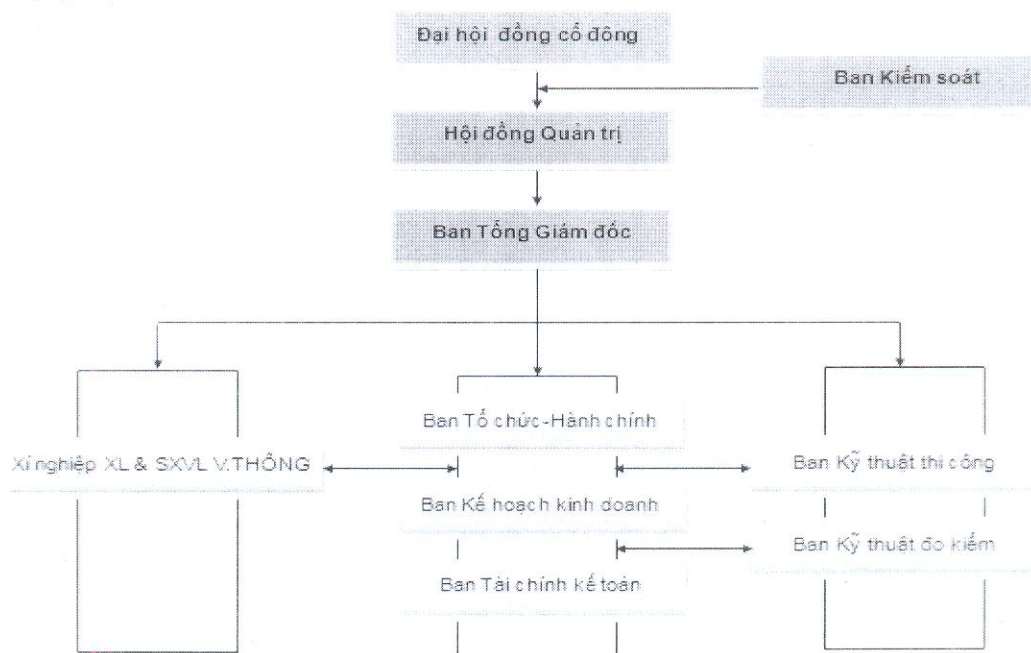 Đại hội đồng cổ đông
Ban Kiểm soát
Hội đồng Quản trị
Ban Tổng Giám đốc
Ban Tổ chức-Hành chính
Xí nghiệp XL & SXVL V.THÔNG
Ban Kỹ thuật thi công
Ban Kế hoạch kinh doanh
Ban Kỹ thuật đo kiểm
Ban Tài chính kế toán